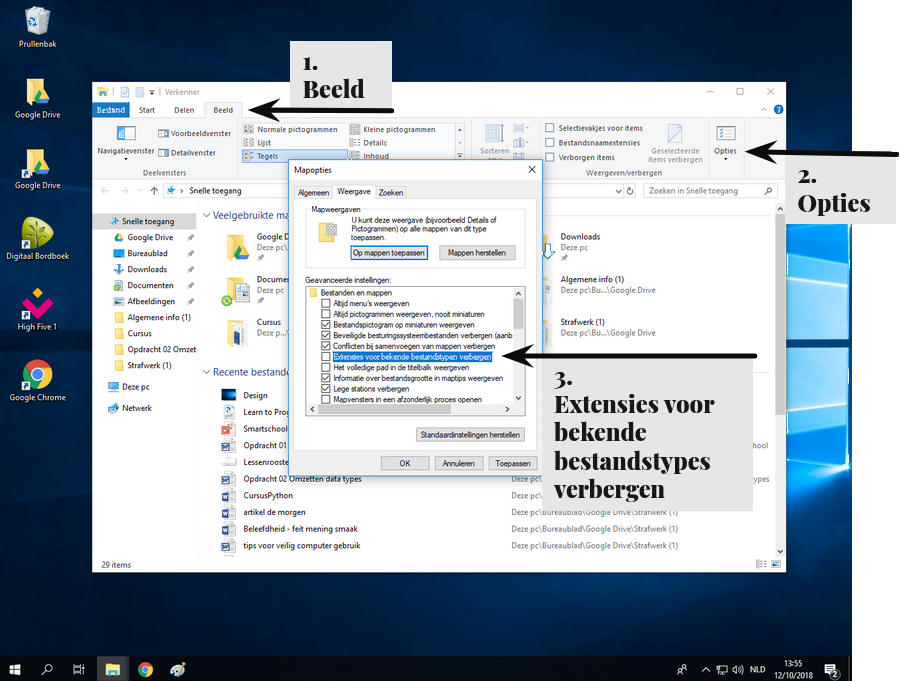 Prullenbak
Google Drive
Google Drive
Digitaal Bordboek
High Five 1
Google Chrome
1.
Beeld
2.
Opties
3.
Extensies voor
bekende
bestandstypes
verbergen
Verkenner
Bestand Start Delen Beeld
Navigatievenster
Voorbeeldvenster
Detailvenster
Deelvensters
Normale pictogrammen
Lijst
Tegels
Kleine pictogrammen
Details
Inhoud
Sorteren
Selectievakjes voor items
Bestandsnaamextensies
Verborgen items
Geselecteerde
items verbergen
Weergeven/verbergen
Opties
Snelle toegang
Zoeken in Snelle toegang
Snelle toegang
Google Drive
Bureaublad
Downloads
Documenten
Afbeeldingen
Algemene info (1)
Cursus
Opdracht 02 Omzet
Strafwerk (1)
Deze pc
Netwerk
Veelgebruikte ma
Google D
Deze pc\
Documen
Deze pc
Cursus
Deze p
Downloads
Deze pc
Algemene info (1)
Deze pc\Bu...\Google Drive
Strafwerk (1)
Deze pc\Bu...\Google Drive
Recente bestande
Design
Learn to Prog
Smartschool
Opdracht 01
Lessenrooste
Opdracht 02 Omzetten data types
CursusPython
artikel de morgen
Beleefdheid - feit mening smaak
tips voor veilig computer gebruik
hool
ypes
Deze pc\Bureaublad\Google Drive\Strafwerk (1)
Deze pc\Bureaublad\Google Drive\Strafwerk (1)
Deze pc\Bureaublad\Google Drive\Strafwerk (1)
Deze pc\Bureaublad\Google Drive\Strafwerk (1)
29 items
Mapopties
Algemeen Weergave Zoeken
Mapweergaven
U kunt deze weergave (bijvoorbeeld Details of
Pictogrammen) op alle mappen van dit type
toepassen.
Op mappen toepassen Mappen herstellen
Geavanceerde instellingen:
Bestanden en mappen
Altijd menu's weergeven
Altijd pictogrammen weergeven, nooit miniaturen
Bestandspictogram op miniaturen weergeven
Beveiligde besturingssysteembestanden verbergen (aanb
Conflicten bij samenvoegen van mappen verbergen
Extensies voor bekende bestandstypen verbergen
Het volledige pad in de titelbalk weergeven
Informatie over bestandsgrootte in maptips weergeven
Lege stations verbergen
Mapvensters in een afzonderlijk proces openen
Standaardinstellingen herstellen
OK Annuleren Toepassen
NLD
13:55
12/10/2018
2